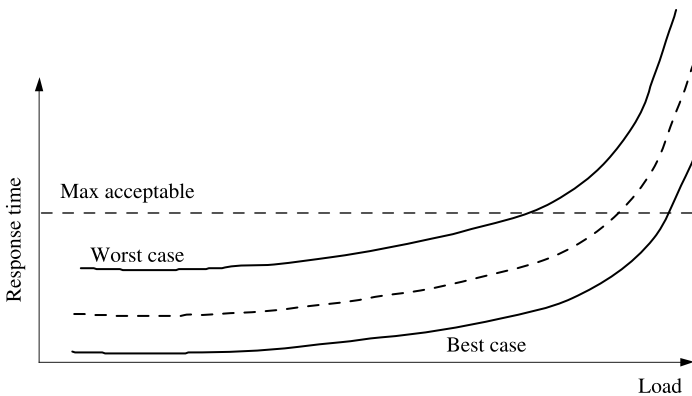 Response time
Max acceptable
Worst case
Best case
Load